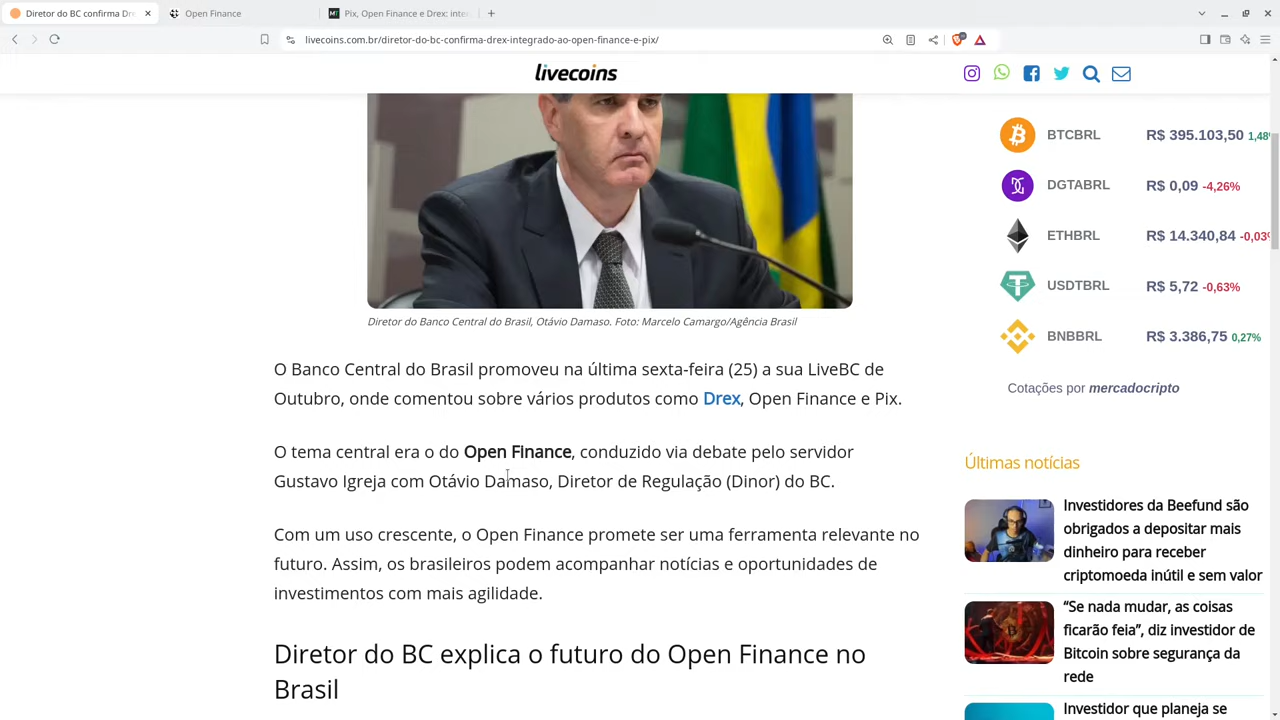 Diretor do BC confirma Dre
Open Finance
Pix, Open Finance e Drex: inte
livecoins.com.br/diretor-do-bc-confirma-drex-integrado-ao-open-finance-e-pix/
livecoins
Diretor do Banco Central do Brasil, Otávio Damaso. Foto: Marcelo Camargo/Agência Brasil
O Banco Central do Brasil promoveu na última sexta-feira (25) a sua LiveBC de
Outubro, onde comentou sobre vários produtos como Drex, Open Finance e Pix.
O tema central era o do Open Finance, conduzido via debate pelo servidor
Gustavo Igreja com Otávio Damaso, Diretor de Regulação (Dinor) do BC.
Com um uso crescente, o Open Finance promete ser uma ferramenta relevante no
futuro. Assim, os brasileiros podem acompanhar notícias e oportunidades de
investimentos com mais agilidade.
Diretor do BC explica o futuro do Open Finance no
Brasil
BTCBRL R$ 395.103,50 1,48%
DGTABRL R$ 0,09 -4,26%
ETHBRL R$ 14.340,84 -0,03%
USDTBRL R$ 5,72 -0,63%
BNBBRL R$ 3.386,75 0,27%
Cotações por mercadocripto
Últimas notícias
Investidores da Beefund são
obrigados a depositar mais
dinheiro para receber
criptomoeda inútil e sem valor
“Se nada mudar, as coisas
ficarão feia”, diz investidor de
Bitcoin sobre segurança da
rede
Investidor que planeja se